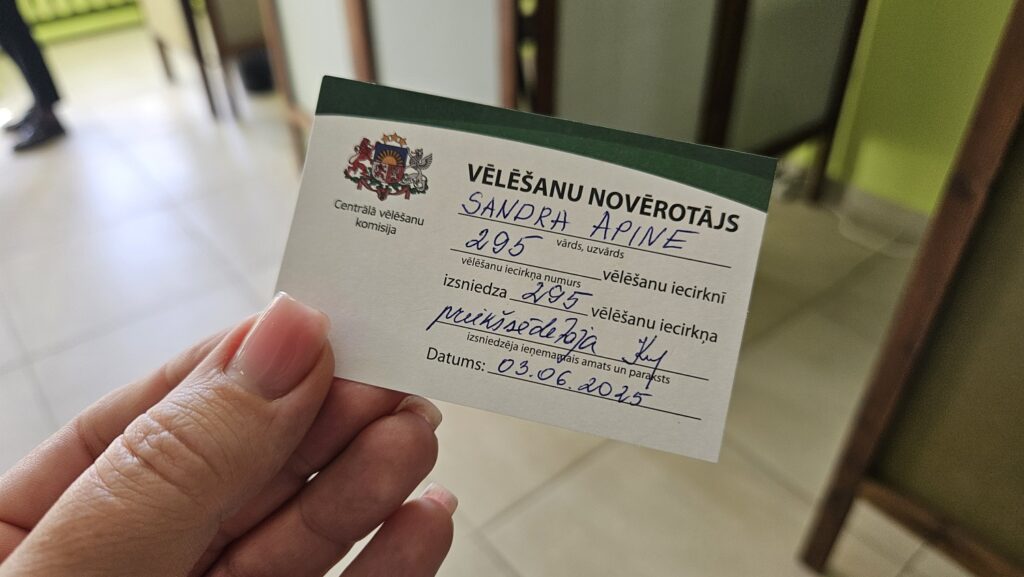 Centrālā vēlēšanu
komisija
VĒLĒŠANU NOVĒROTĀJS
SANDRA APINE
vārds, uzvārds
295 vēlēšanu iecirknī
vēlēšanu iecirkņa numurs
izsniedza 295 vēlēšanu iecirkņa
priekšsēdētāja
izsniedzēja ieņemamais amats un paraksts
Datums: 03.06.2025